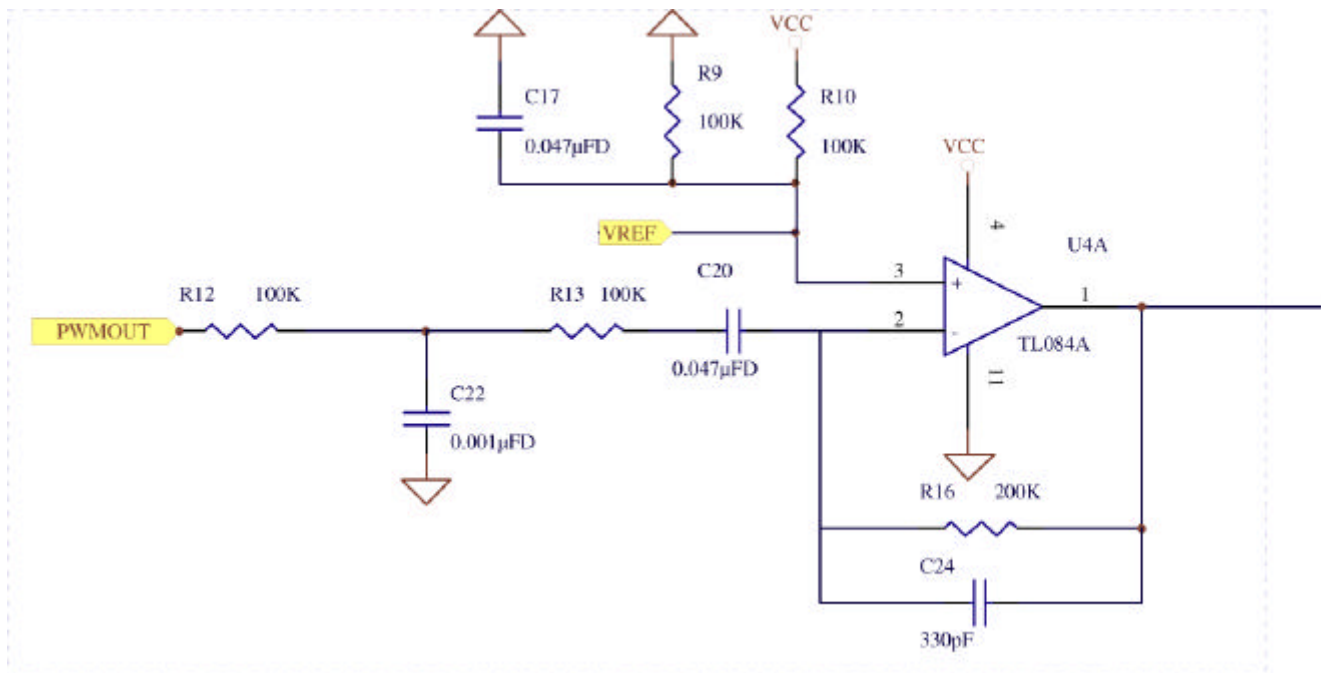 VCC
R9
C17
R10
100K
0.047µFD
100K
VCC
4
VREF
U4A
C20
3
+
R12 100K
R13 100K
1
PWMOUT
2
-
TL084A
0.047µFD
11
C22
0.001µFD
R16 200K
C24
330pF